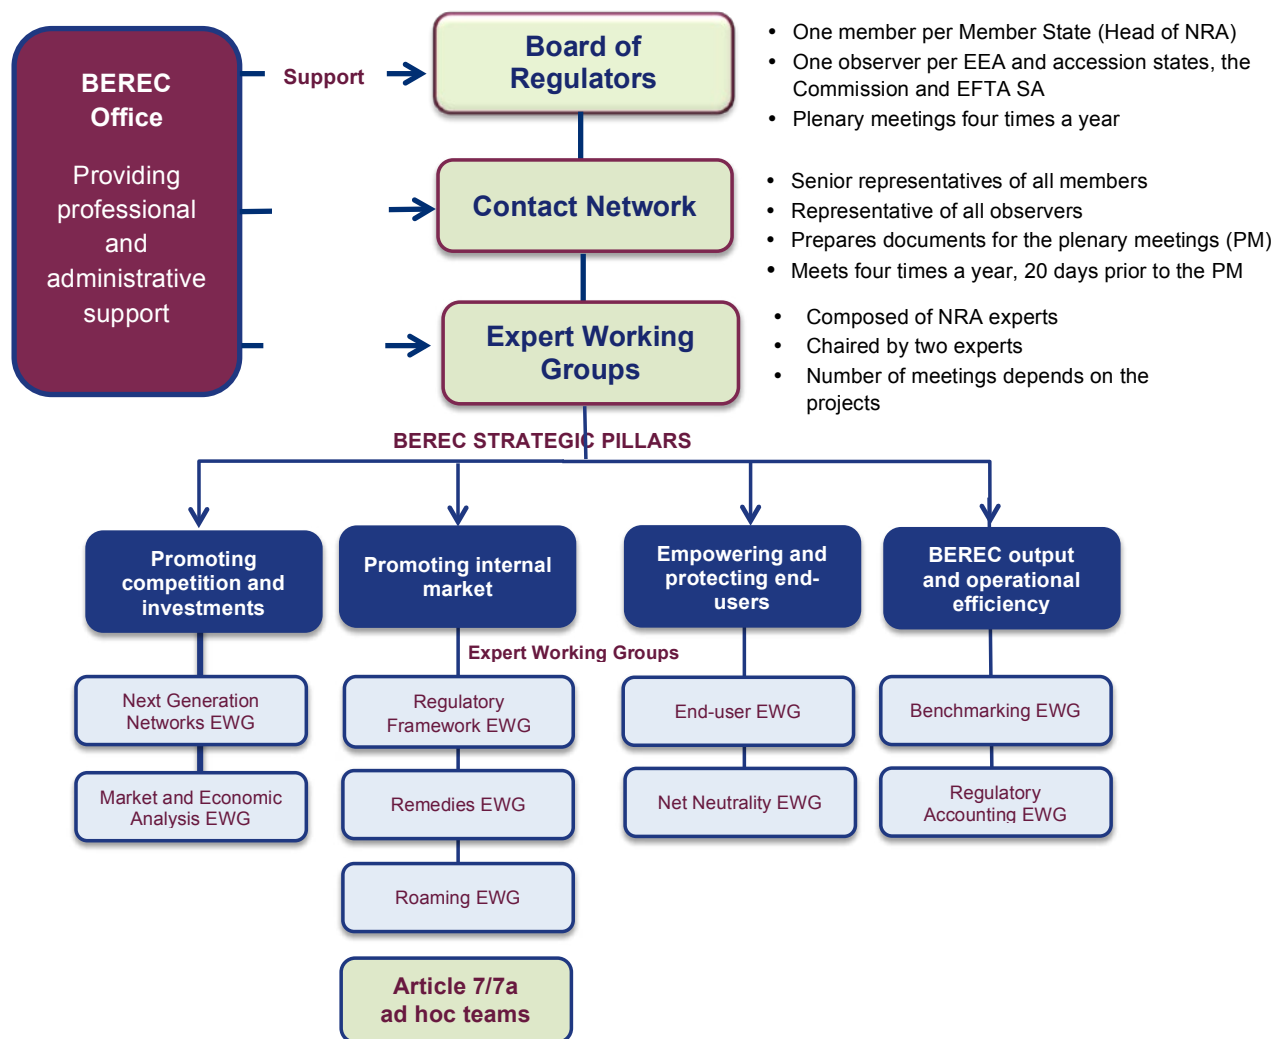 BEREC
Office
Providing
professional
and
administrative
support
Support
Board of
Regulators
• One member per Member State (Head of NRA)
• One observer per EEA and accession states, the
Commission and EFTA SA
• Plenary meetings four times a year
Contact Network
• Senior representatives of all members
• Representative of all observers
• Prepares documents for the plenary meetings (PM)
• Meets four times a year, 20 days prior to the PM
Expert Working
Groups
• Composed of NRA experts
• Chaired by two experts
• Number of meetings depends on the
projects
BEREC STRATEGIC PILLARS
Promoting
competition and
investments
Promoting internal
market
Empowering and
protecting end-
users
BEREC output
and operational
efficiency
Expert Working Groups
Next Generation
Networks EWG
Market and Economic
Analysis EWG
Regulatory
Framework EWG
Remedies EWG
Roaming EWG
Article 7/7a
ad hoc teams
End-user EWG
Net Neutrality EWG
Benchmarking EWG
Regulatory
Accounting EWG